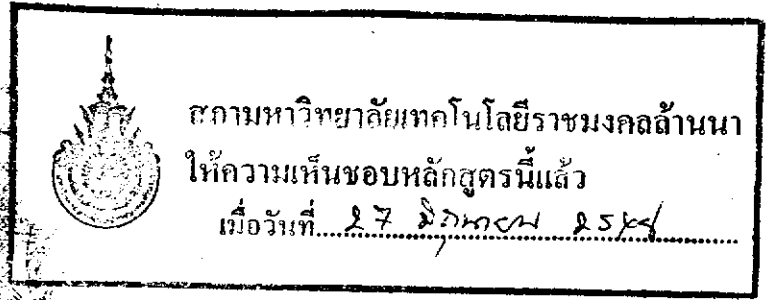 สภามหาวิทยาลัยเทคโนโลยีราชมงคลล้านนา
ให้ความเห็นชอบหลักสูตรนี้แล้ว
เมื่อวันที่ 27 มิถุนายน